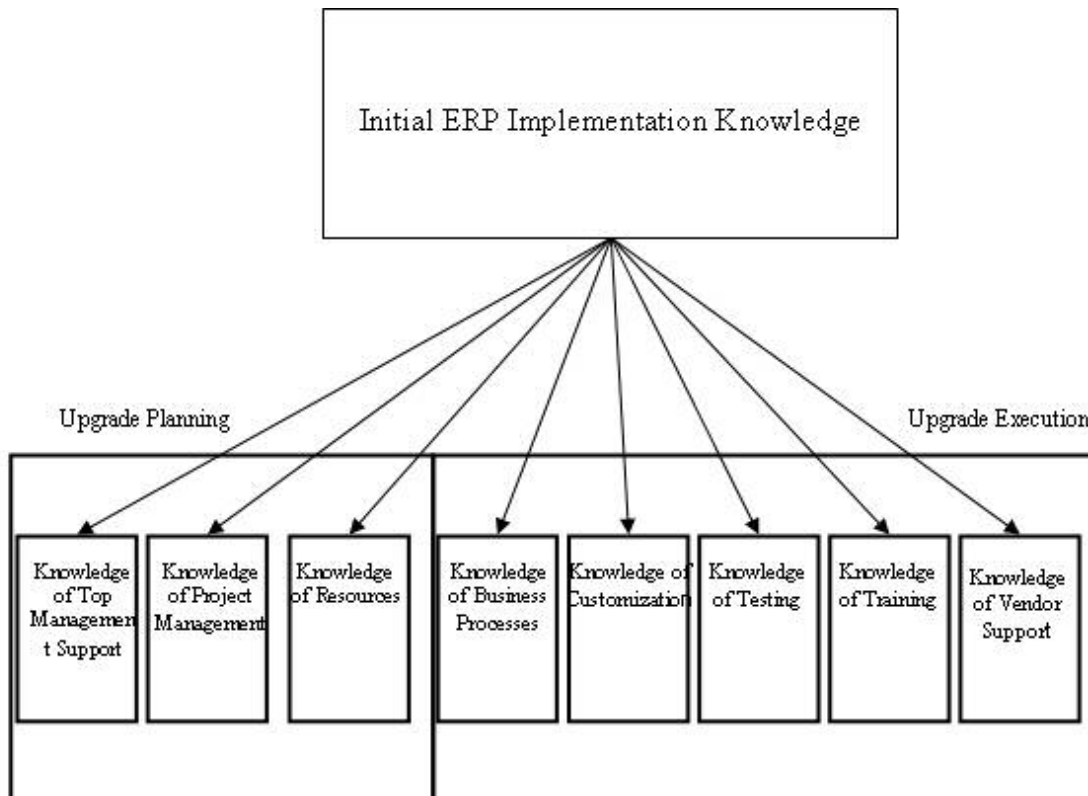 Initial ERP Implementation Knowledge
Upgrade Planning
Upgrade Execution
Knowledge
of Top
Managemen
t Support
Knowledge
of Project
Management
Knowledge
of Resources
Knowledge
of Business
Processes
Knowledge of
Customization
Knowledge
of Testing
Knowledge
of Training
Knowledge
of Vendor
Support